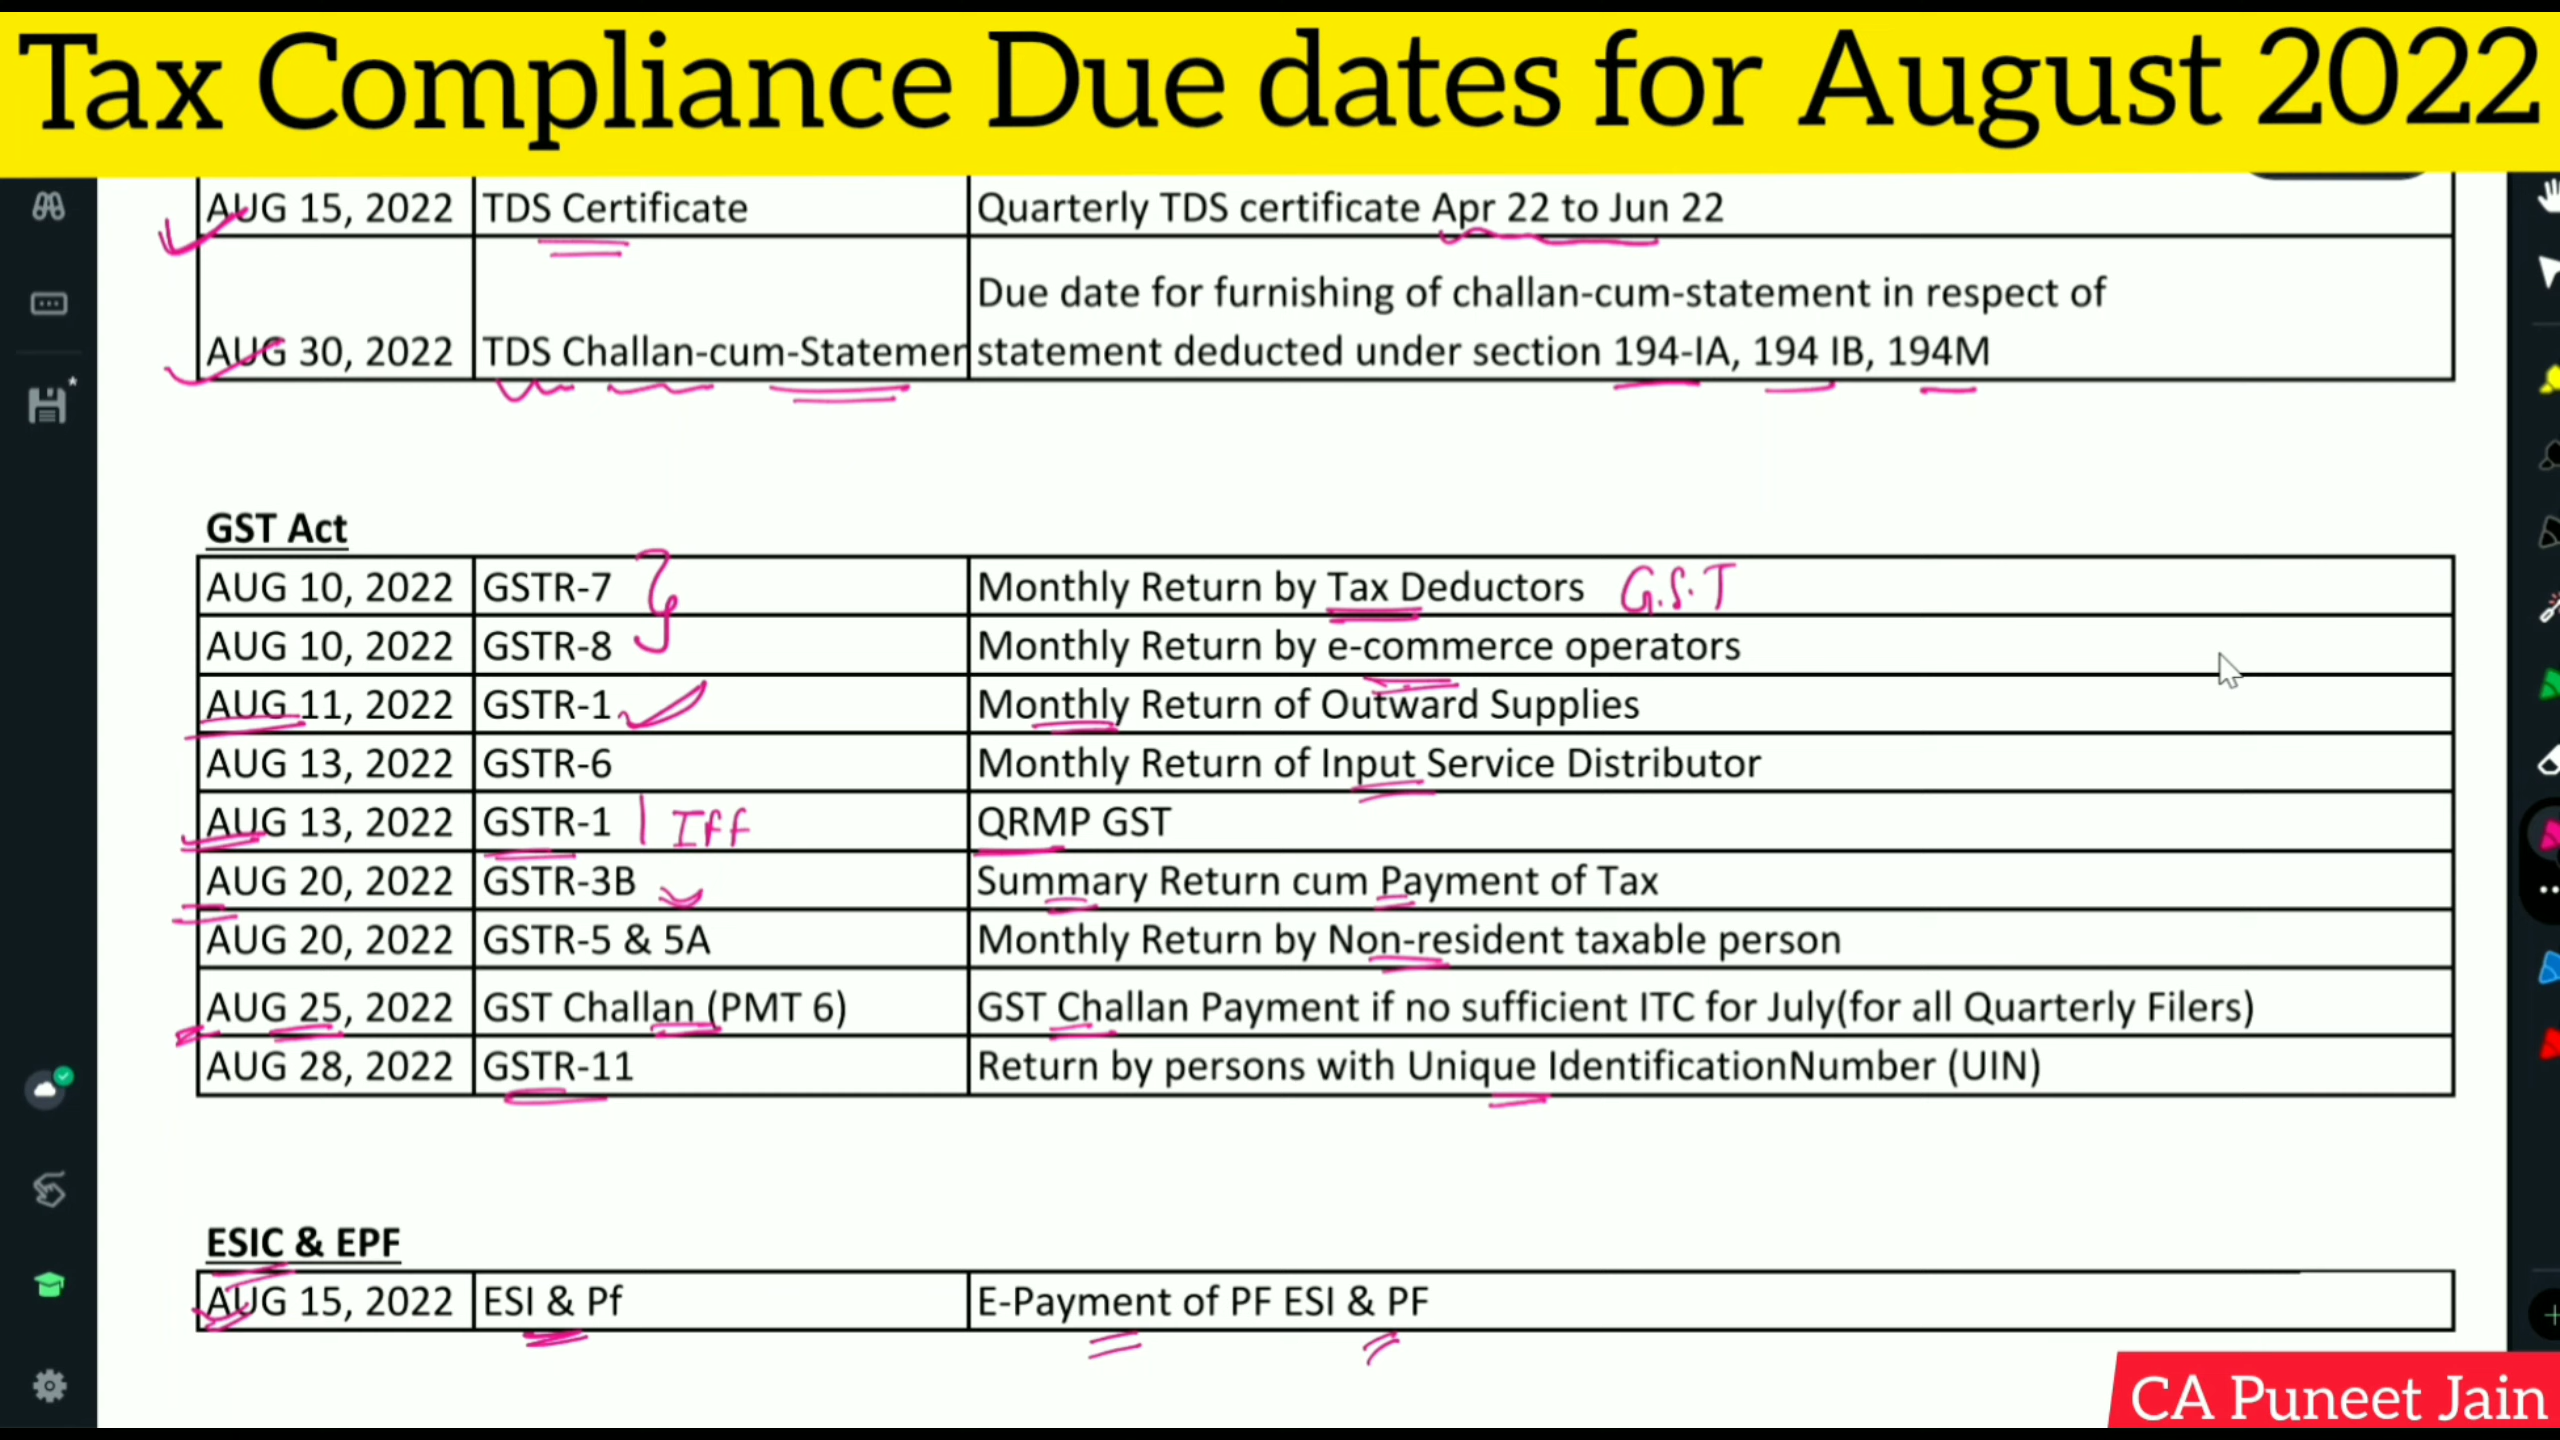 Tax Compliance Due dates for August 2022
AUG 15, 2022 TDS Certificate Quarterly TDS certificate Apr 22 to Jun 22
Due date for furnishing of challan-cum-statement in respect of
AUG 30, 2022 TDS Challan-cum-Statemen statement deducted under section 194-IA, 194 IB, 194M
GST Act
AUG 10, 2022 GSTR-7 Monthly Return by Tax Deductors G.S.T
AUG 10, 2022 GSTR-8 Monthly Return by e-commerce operators
AUG 11, 2022 GSTR-1 Monthly Return of Outward Supplies
AUG 13, 2022 GSTR-6 Monthly Return of Input Service Distributor
AUG 13, 2022 GSTR-1 | Iff QRMP GST
AUG 20, 2022 GSTR-3B Summary Return cum Payment of Tax
AUG 20, 2022 GSTR-5 & 5A Monthly Return by Non-resident taxable person
AUG 25, 2022 GST Challan (PMT 6) GST Challan Payment if no sufficient ITC for July(for all Quarterly Filers)
AUG 28, 2022 GSTR-11 Return by persons with Unique IdentificationNumber (UIN)
ESIC & EPF
AUG 15, 2022 ESI & Pf E-Payment of PF ESI & PF
CA Puneet Jain